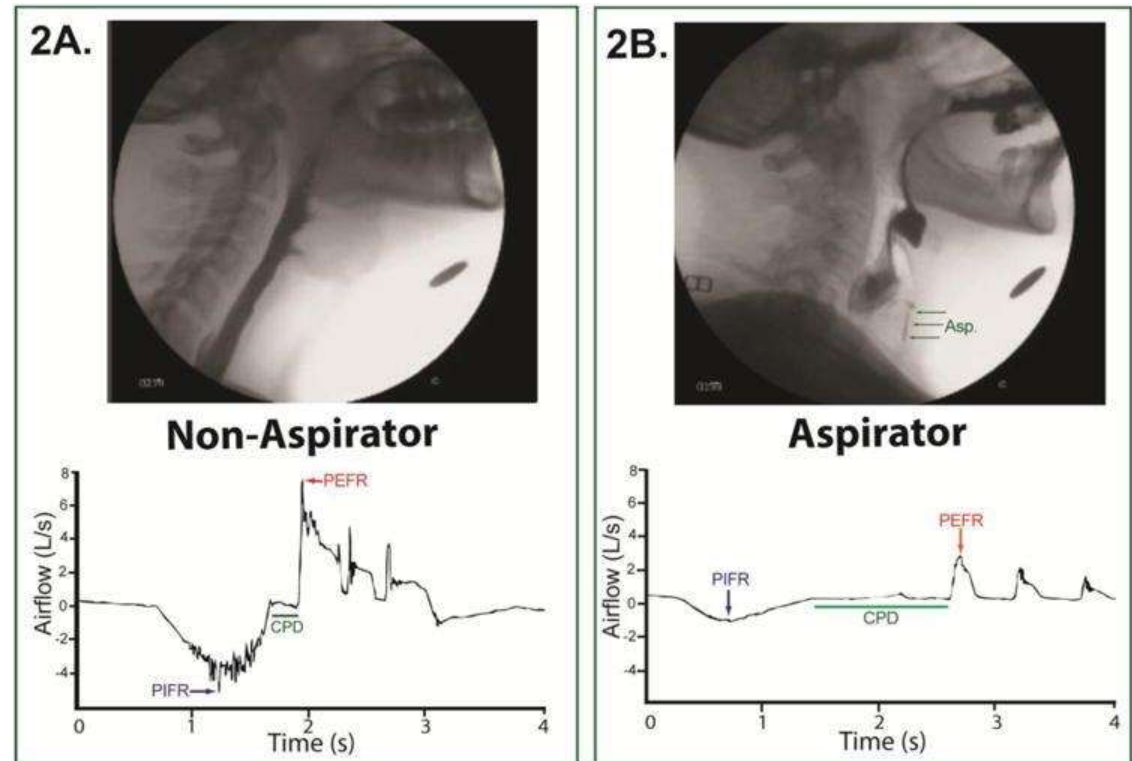 2A.
Non-Aspirator
8
6
4
2
0
-2
-4
Airflow (L/s)
PEFR
CPD
PIFR
0 1 2 3 4
Time (s)
2B.
Asp.
Aspirator
8
6
4
2
0
-2
-4
Airflow (L/s)
PEFR
PIFR
CPD
0 1 2 3 4
Time (s)